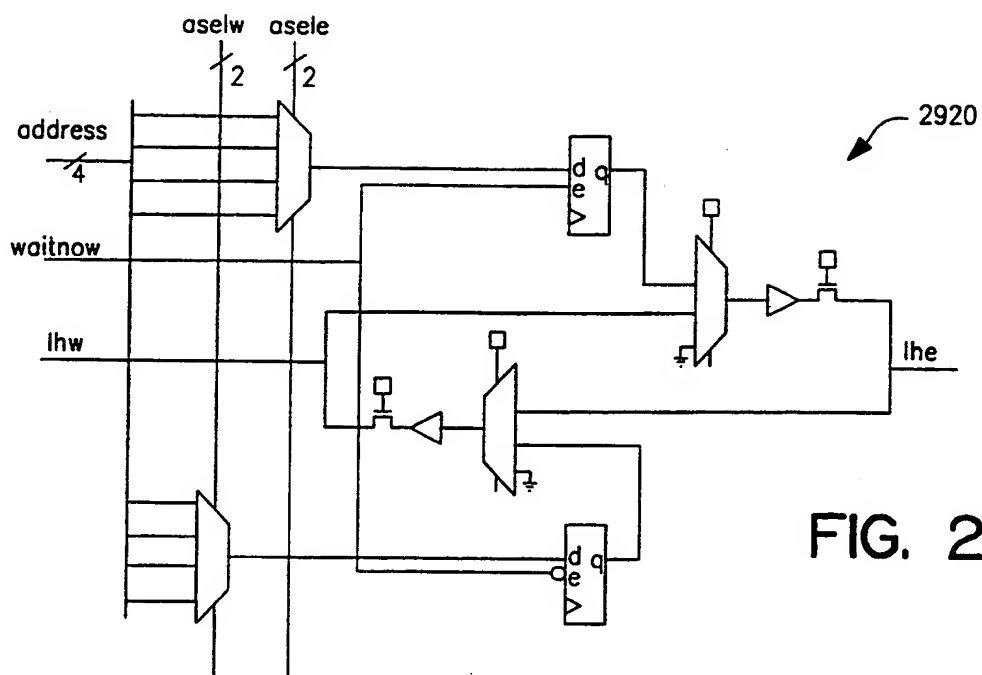 aselw asele
2 2
2920
address
4
d q
e
waitnow
lhw
lhe
d q
e
FIG. 2